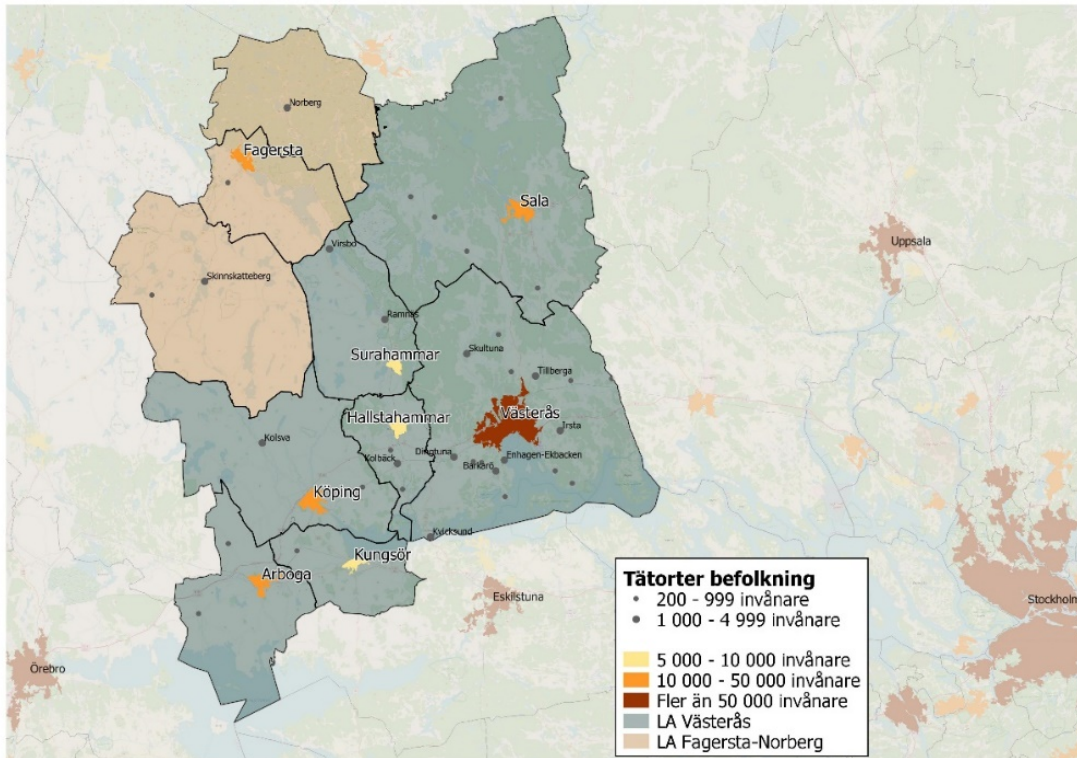 Norberg
Fagersta
Sala
Uppsala
Virsbo
Skinnskatteberg
Ramnäs
Skultuna
Surahammar
Tillberga
Hallstahammar
Västerås
Irsta
Kolsva
Dingtuna
Kolbäck
Enhagen-Ekbacken
Barkarö
Köping
Kvicksund
Kungsör
Arboga
Eskilstuna
Stockholm
Örebro
Tätorter befolkning
200 - 999 invånare
1 000 - 4 999 invånare
5 000 - 10 000 invånare
10 000 - 50 000 invånare
Fler än 50 000 invånare
LA Västerås
LA Fagersta-Norberg